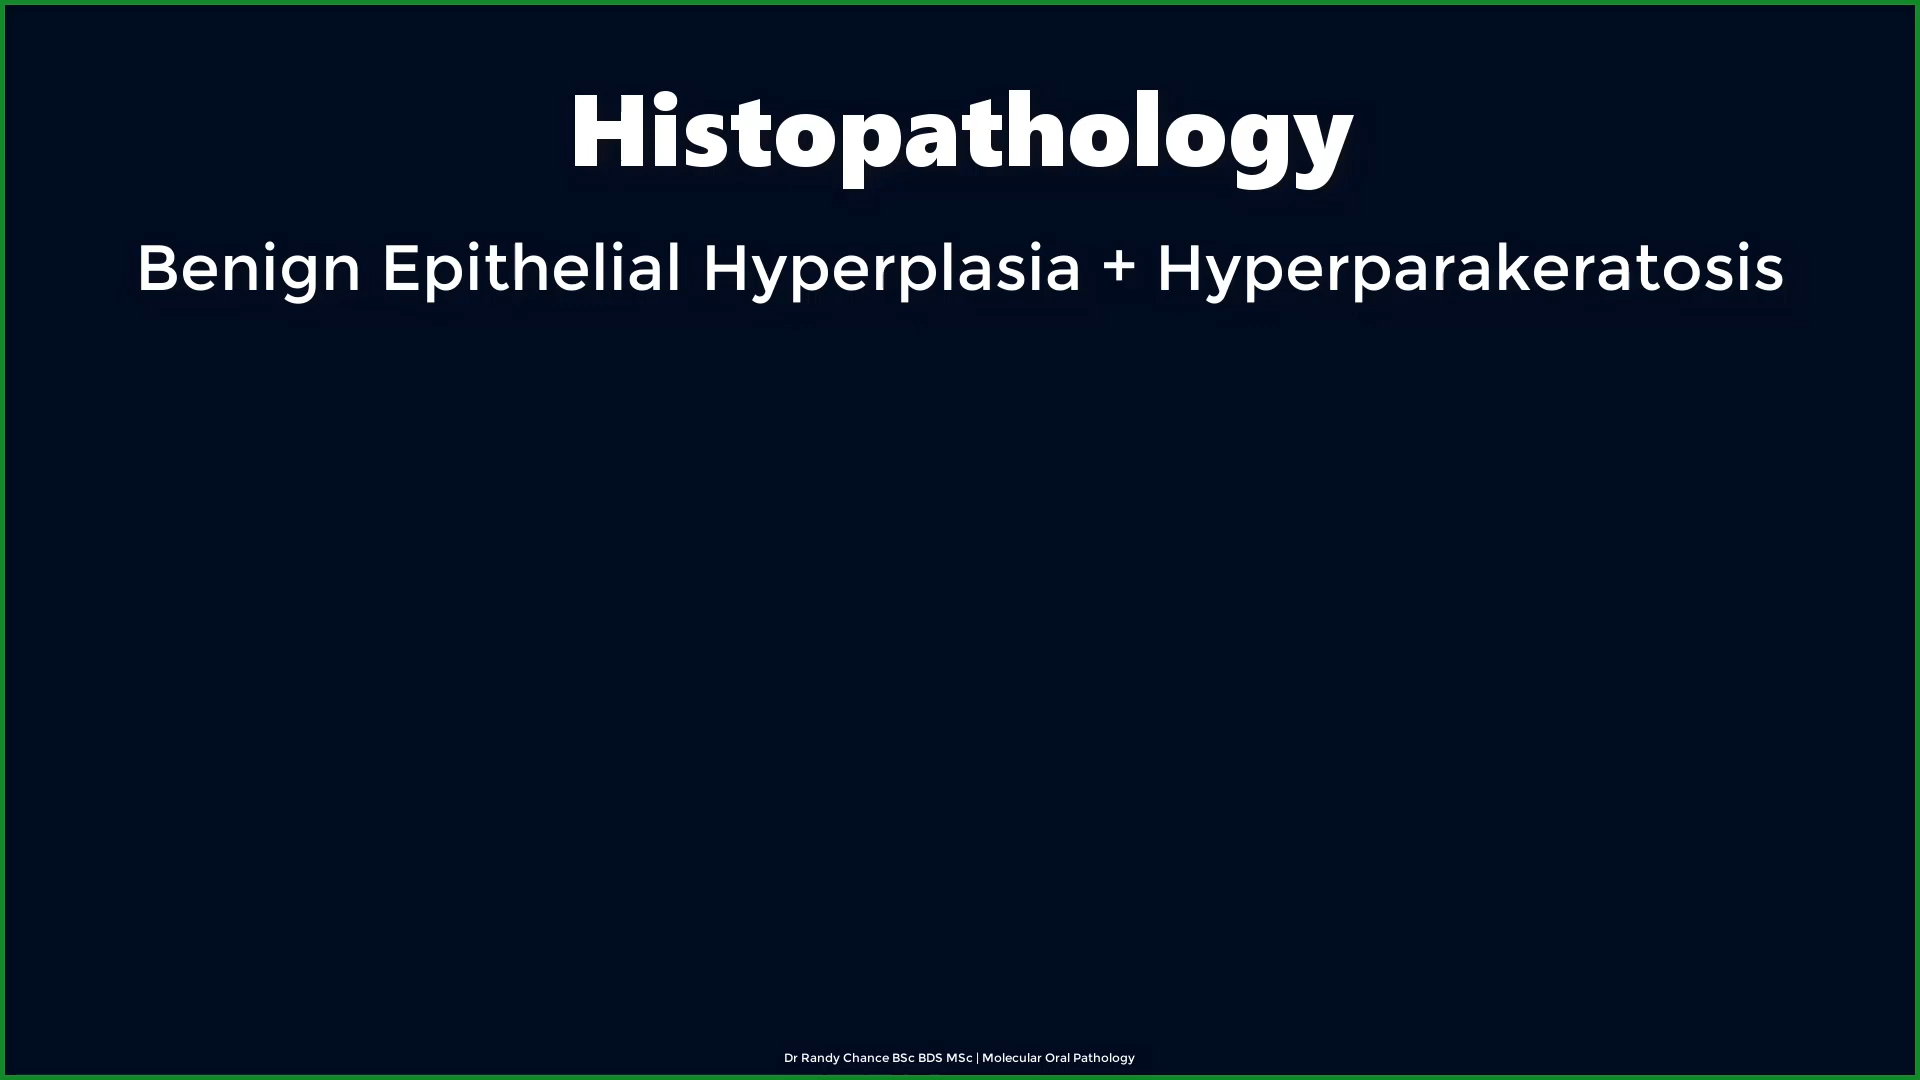 Histopathology
Benign Epithelial Hyperplasia + Hyperparakeratosis
Dr Randy Chance BSc BDS MSc | Molecular Oral Pathology